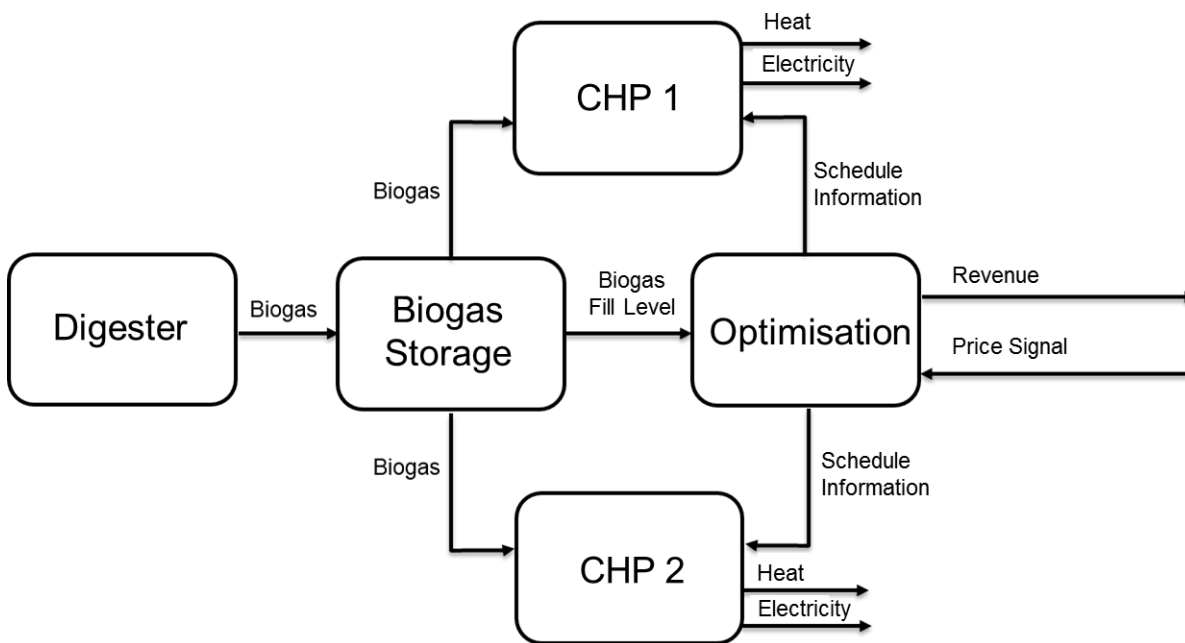 Heat
Electricity
CHP 1
Biogas
Schedule
Information
Digester
Biogas
Biogas
Storage
Biogas
Fill Level
Optimisation
Revenue
Price Signal
Biogas
Schedule
Information
CHP 2
Heat
Electricity